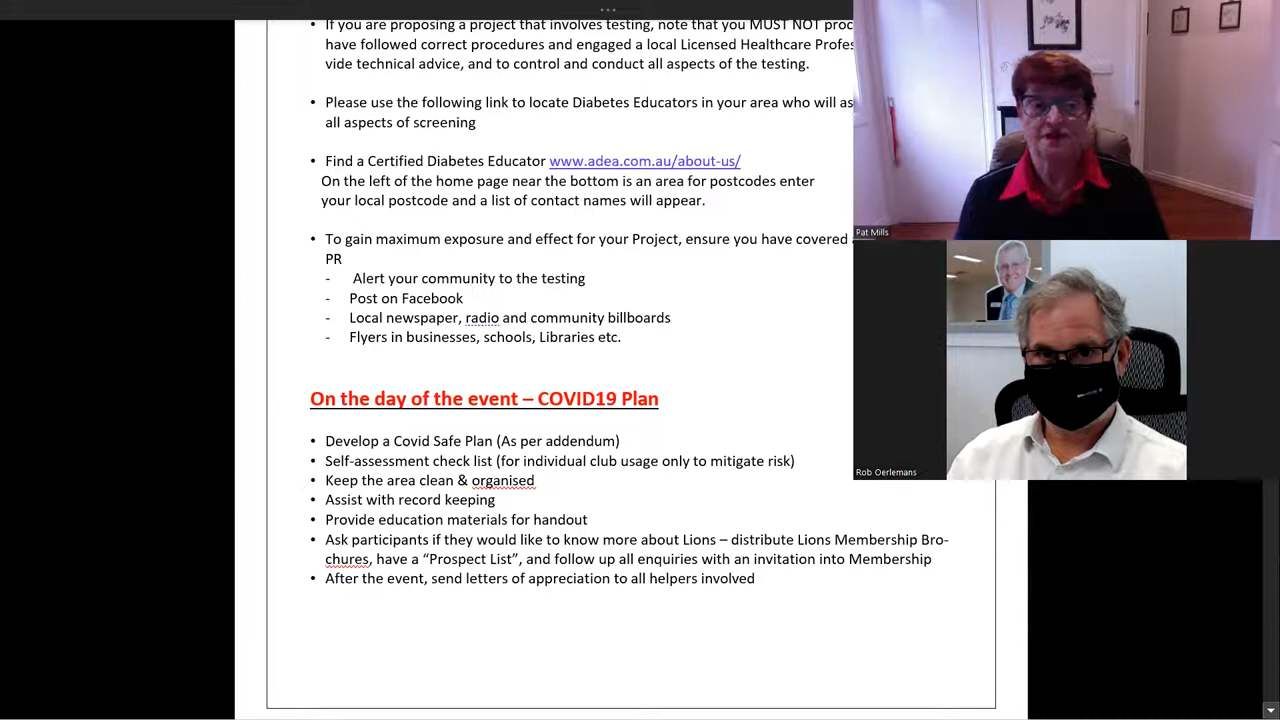 If you are proposing a project that involves testing, note that you MUST NOT
have followed correct procedures and engaged a local Licensed Healthcare
vide technical advice, and to control and conduct all aspects of the testing.
• Please use the following link to locate Diabetes Educators in your area who will
all aspects of screening
• Find a Certified Diabetes Educator www.adea.com.au/about-us/
On the left of the home page near the bottom is an area for postcodes enter
your local postcode and a list of contact names will appear.
• To gain maximum exposure and effect for your Project, ensure you have covered
PR
- Alert your community to the testing
- Post on Facebook
- Local newspaper, radio and community billboards
- Flyers in businesses, schools, Libraries etc.
On the day of the event – COVID19 Plan
• Develop a Covid Safe Plan (As per addendum)
• Self-assessment check list (for individual club usage only to mitigate risk)
• Keep the area clean & organised
• Assist with record keeping
• Provide education materials for handout
• Ask participants if they would like to know more about Lions – distribute Lions Membership Bro-
chures, have a “Prospect List”, and follow up all enquiries with an invitation into Membership
• After the event, send letters of appreciation to all helpers involved
Pat Mills
Rob Oerlemans